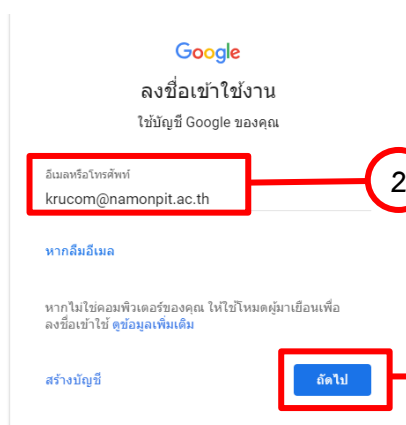 Google
ลงชื่อเข้าใช้งาน
ใช้บัญชี Google ของคุณ
อีเมลหรือโทรศัพท์
krucom@namonpit.ac.th
2
หากลืมอีเมล
หากไม่ใช่คอมพิวเตอร์ของคุณ ให้ใช้โหมดผู้มาเยือนเพื่อ
ลงชื่อเข้าใช้ ดูข้อมูลเพิ่มเติม
สร้างบัญชี
ถัดไป